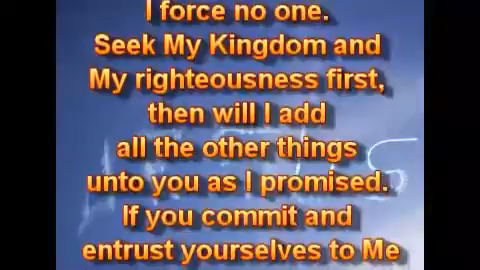 I force no one.
Seek My Kingdom and
My righteousness first,
then will I add
all the other things
unto you as I promised.
If you commit and
entrust yourselves to Me